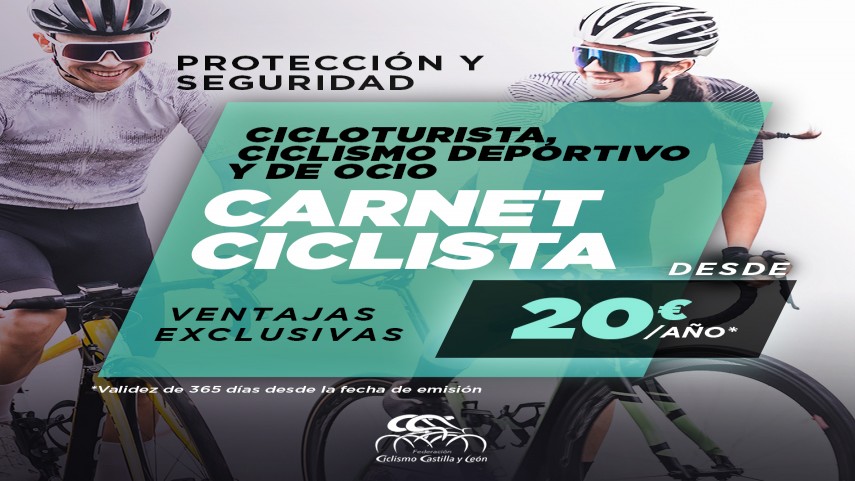 PROTECCIÓN Y
SEGURIDAD
CICLOTURISTA,
CICLISMO DEPORTIVO
Y DE OCIO
CARNET
CICLISTA
DESDE
20€
/AÑO*
VENTAJAS
EXCLUSIVAS
*Validez de 365 días desde la fecha de emisión
Federación
Ciclismo Castilla y León